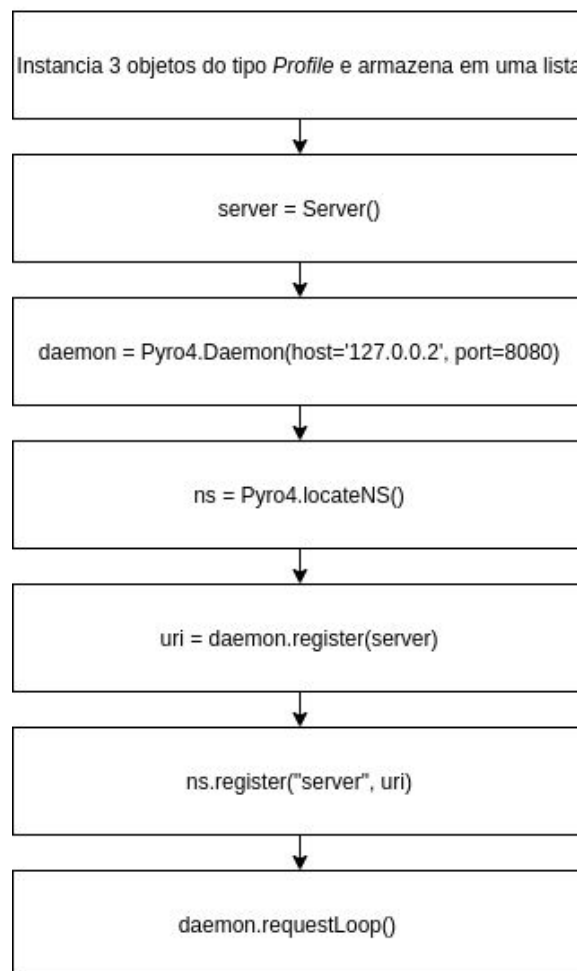 Instancia 3 objetos do tipo Profile e armazena em uma lista
server = Server()
daemon = Pyro4.Daemon(host='127.0.0.2', port=8080)
ns = Pyro4.locateNS()
uri = daemon.register(server)
ns.register("server", uri)
daemon.requestLoop()